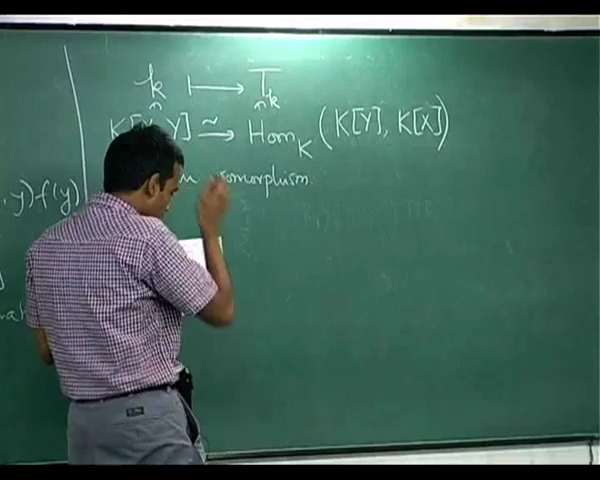 k ⟼ T_k
∩ ∩
K[X, Y] ⥲ Hom_K (K[Y], K[X])
isomorphism.
, y) f(y)